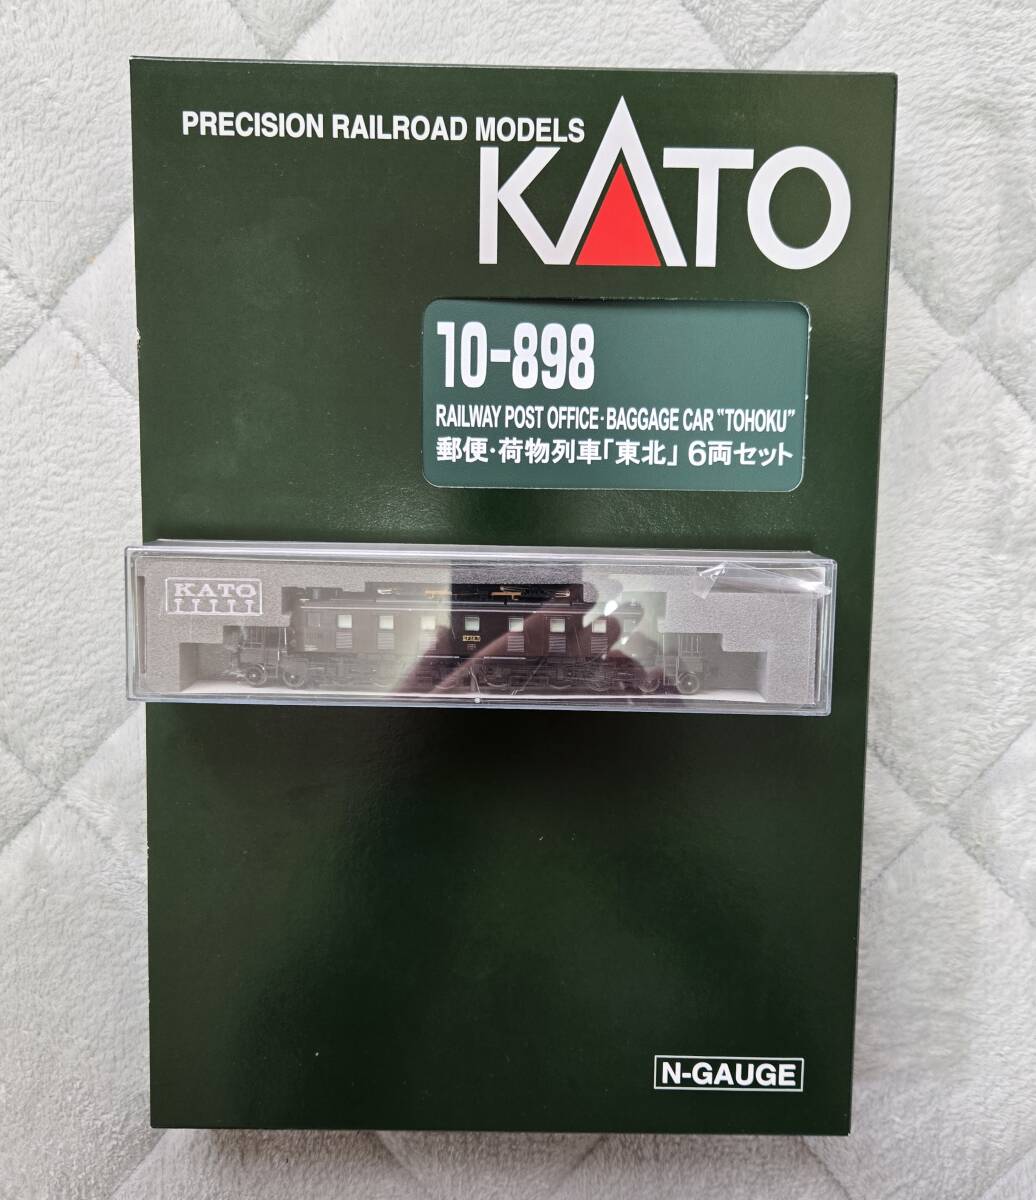 PRECISION RAILROAD MODELS
KATO
10-898
RAILWAY POST OFFICE·BAGGAGE CAR "TOHOKU"
郵便・荷物列車「東北」6両セット
KATO
N-GAUGE